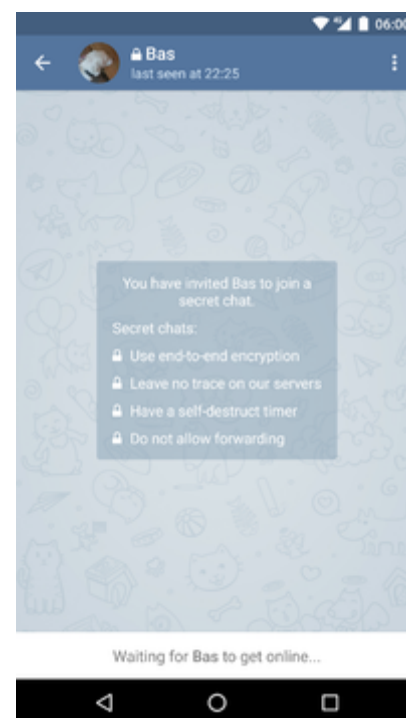 06:00
Bas
last seen at 22:25
You have invited Bas to join a
secret chat.
Secret chats:
Use end-to-end encryption
Leave no trace on our servers
Have a self-destruct timer
Do not allow forwarding
Waiting for Bas to get online...